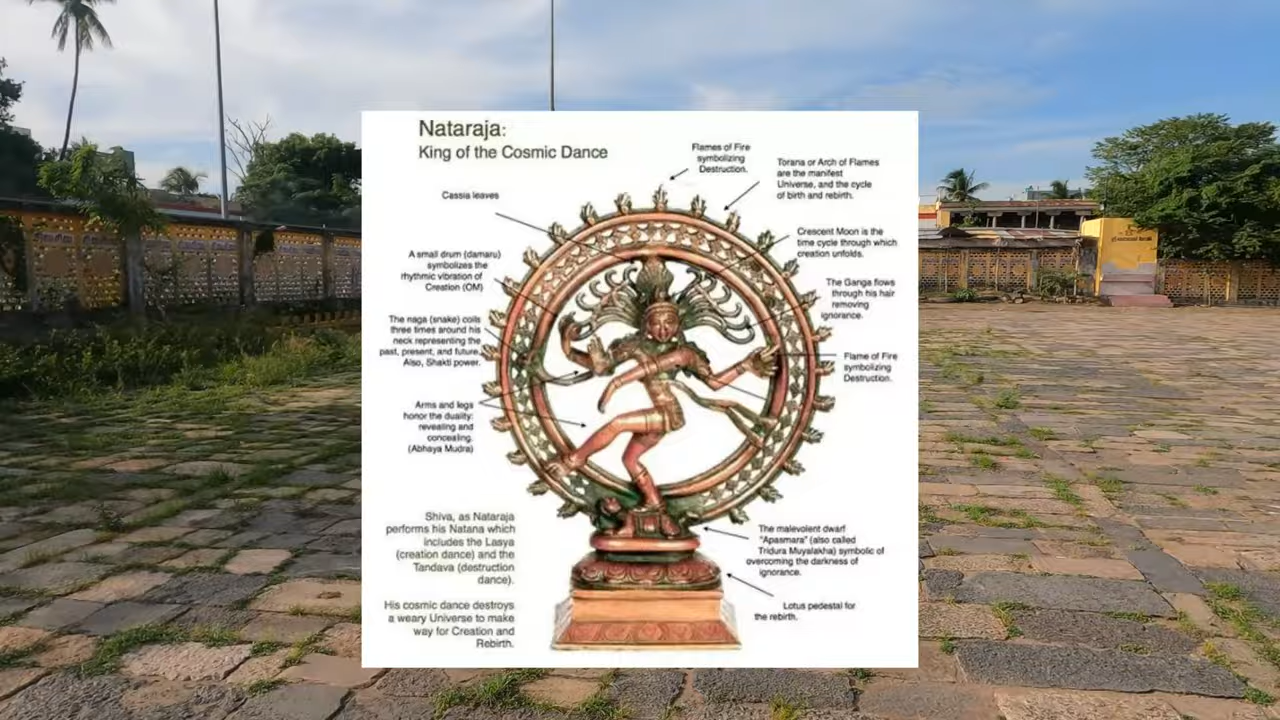 Nataraja:
King of the Cosmic Dance
Flames of Fire
symbolizing
Destruction.
Torana or Arch of Flames
are the manifest
Universe, and the cycle
of birth and rebirth.
Cassia leaves
Crescent Moon is the
time cycle through which
creation unfolds.
A small drum (damaru)
symbolizes the
rhythmic vibration of
Creation (OM)
The Ganga flows
through his hair
removing
ignorance.
The naga (snake) coils
three times around his
neck representing the
past, present, and future.
Also, Shakti power.
Flame of Fire
symbolizing
Destruction.
Arms and legs
honor the duality:
revealing and
concealing.
(Abhaya Mudra)
Shiva, as Nataraja
performs his Natana which
includes the Lasya
(creation dance) and the
Tandava (destruction
dance).
The malevolent dwarf
"Apasmara" (also called
Tridura Muyalakha) symbolic of
overcoming the darkness of
ignorance.
His cosmic dance destroys
a weary Universe to make
way for Creation and
Rebirth.
Lotus pedestal for
the rebirth.